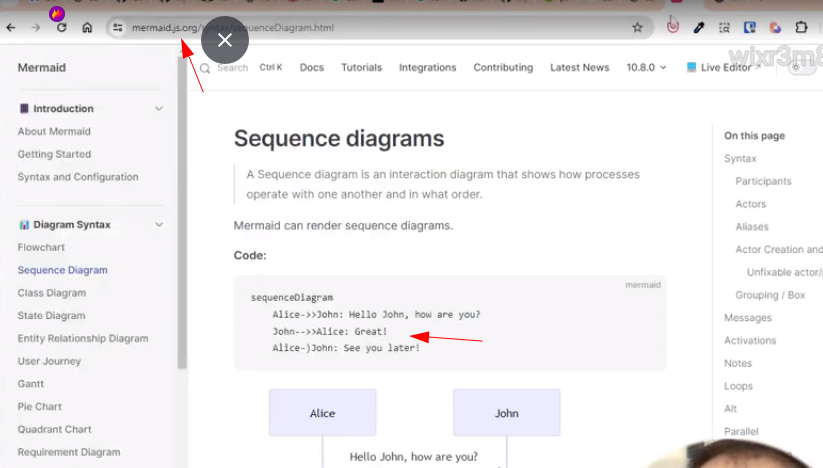 mermaid.js.org/syntax/sequenceDiagram.html
wixr3m8
Mermaid
Search Ctrl K Docs Tutorials Integrations Contributing Latest News 10.8.0 Live Editor
Introduction
About Mermaid
Getting Started
Syntax and Configuration
Diagram Syntax
Flowchart
Sequence Diagram
Class Diagram
State Diagram
Entity Relationship Diagram
User Journey
Gantt
Pie Chart
Quadrant Chart
Requirement Diagram
Sequence diagrams
A Sequence diagram is an interaction diagram that shows how processes
operate with one another and in what order.
Mermaid can render sequence diagrams.
Code:
mermaid
sequenceDiagram
Alice->>John: Hello John, how are you?
John-->>Alice: Great!
Alice-)John: See you later!
Alice John
Hello John, how are you?
On this page
Syntax
Participants
Actors
Aliases
Actor Creation and
Unfixable actor/
Grouping / Box
Messages
Activations
Notes
Loops
Alt
Parallel